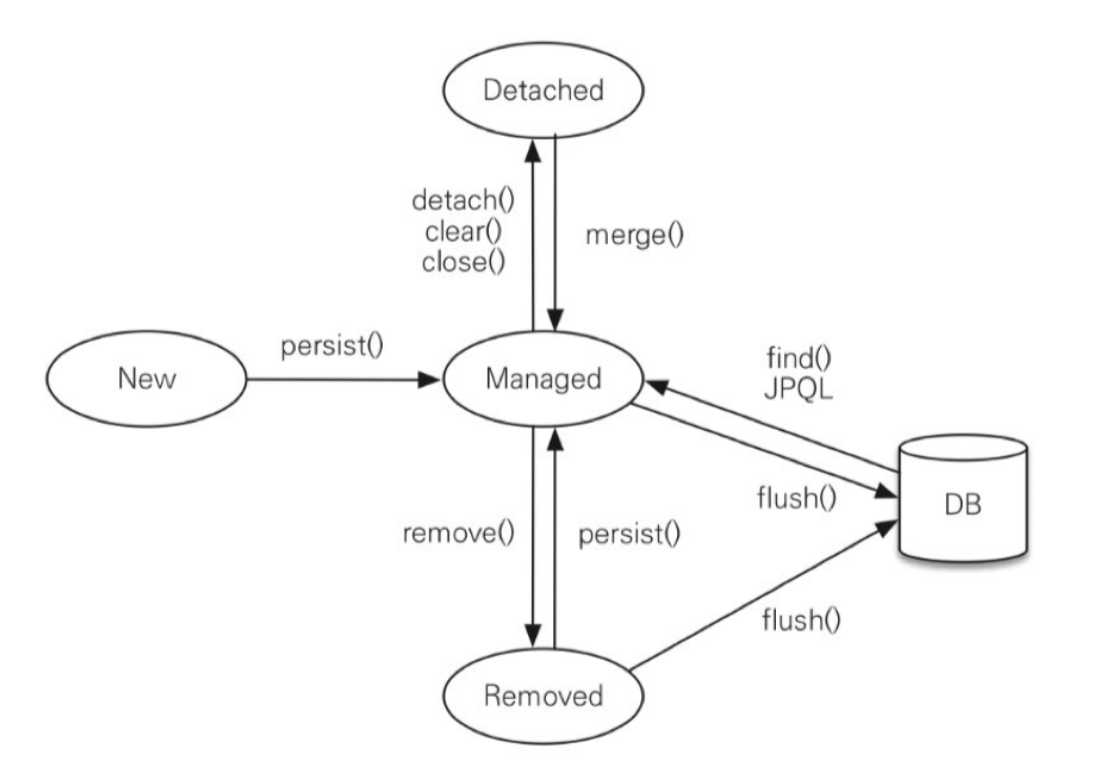 Detached
detach()
clear()
close()
merge()
New
persist()
Managed
find()
JPQL
flush()
DB
remove()
persist()
flush()
Removed